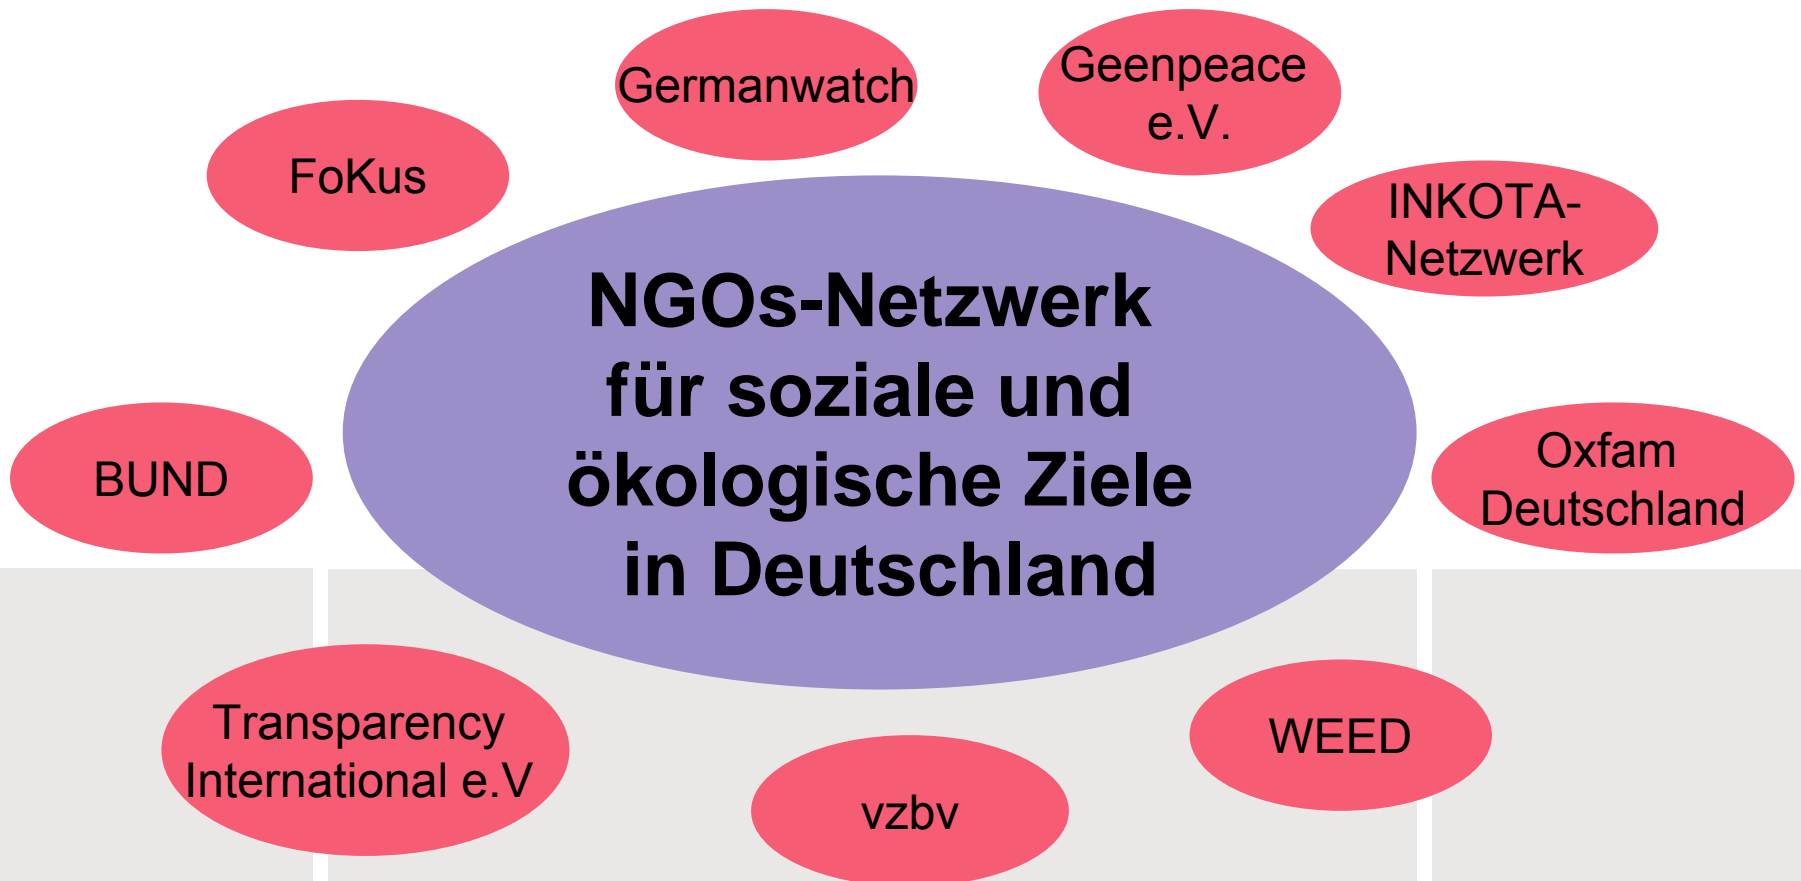 Germanwatch
Geenpeace
e.V.
FoKus
INKOTA-
Netzwerk
NGOs-Netzwerk
für soziale und
ökologische Ziele
in Deutschland
BUND
Oxfam
Deutschland
Transparency
International e.V
WEED
vzbv